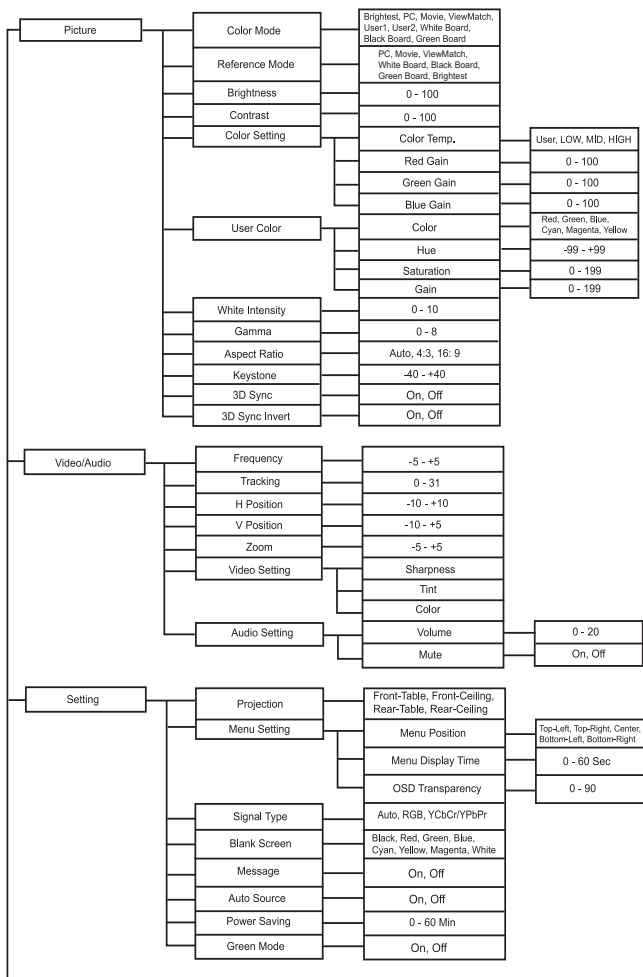 Picture
Color Mode
Brightest, PC, Movie, ViewMatch,
User1, User2, White Board,
Black Board, Green Board
Reference Mode
PC, Movie, ViewMatch,
White Board, Black Board,
Green Board, Brightest
Brightness
0 - 100
Contrast
0 - 100
Color Setting
Color Temp.
User, LOW, MID, HIGH
Red Gain
0 - 100
Green Gain
0 - 100
Blue Gain
0 - 100
User Color
Color
Red, Green, Blue,
Cyan, Magenta, Yellow
Hue
-99 - +99
Saturation
0 - 199
Gain
0 - 199
White Intensity
0 - 10
Gamma
0 - 8
Aspect Ratio
Auto, 4:3, 16: 9
Keystone
-40 - +40
3D Sync
On, Off
3D Sync Invert
On, Off
Video/Audio
Frequency
-5 - +5
Tracking
0 - 31
H Position
-10 - +10
V Position
-10 - +5
Zoom
-5 - +5
Video Setting
Sharpness
Tint
Color
Audio Setting
Volume
0 - 20
Mute
On, Off
Setting
Projection
Front-Table, Front-Ceiling,
Rear-Table, Rear-Ceiling
Menu Setting
Menu Position
Top-Left, Top-Right, Center,
Bottom-Left, Bottom-Right
Menu Display Time
0 - 60 Sec
OSD Transparency
0 - 90
Signal Type
Auto, RGB, YCbCr/YPbPr
Blank Screen
Black, Red, Green, Blue,
Cyan, Yellow, Magenta, White
Message
On, Off
Auto Source
On, Off
Power Saving
0 - 60 Min
Green Mode
On, Off